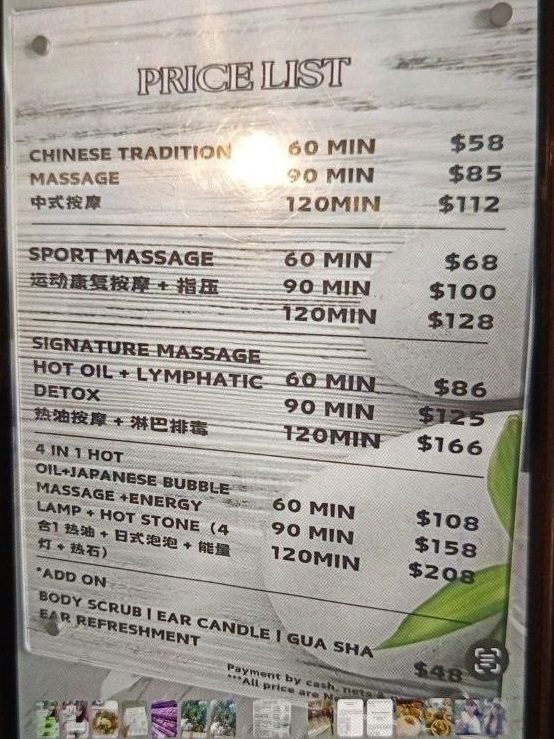 PRICE LIST
CHINESE TRADITION 60 MIN $58
MASSAGE 90 MIN $85
中式按摩 120MIN $112
SPORT MASSAGE 60 MIN $68
运动康复按摩 + 指压 90 MIN $100
120MIN $128
SIGNATURE MASSAGE
HOT OIL + LYMPHATIC 60 MIN $86
DETOX 90 MIN $125
热油按摩 + 淋巴排毒 120MIN $166
4 IN 1 HOT
OIL+JAPANESE BUBBLE
MASSAGE +ENERGY 60 MIN $108
LAMP + HOT STONE（4 90 MIN $158
合1 热油 + 日式泡泡 + 能量 120MIN $208
灯 + 热石）
*ADD ON
BODY SCRUB | EAR CANDLE | GUA SHA
EAR REFRESHMENT $48
Payment by cash, nets
***All price are